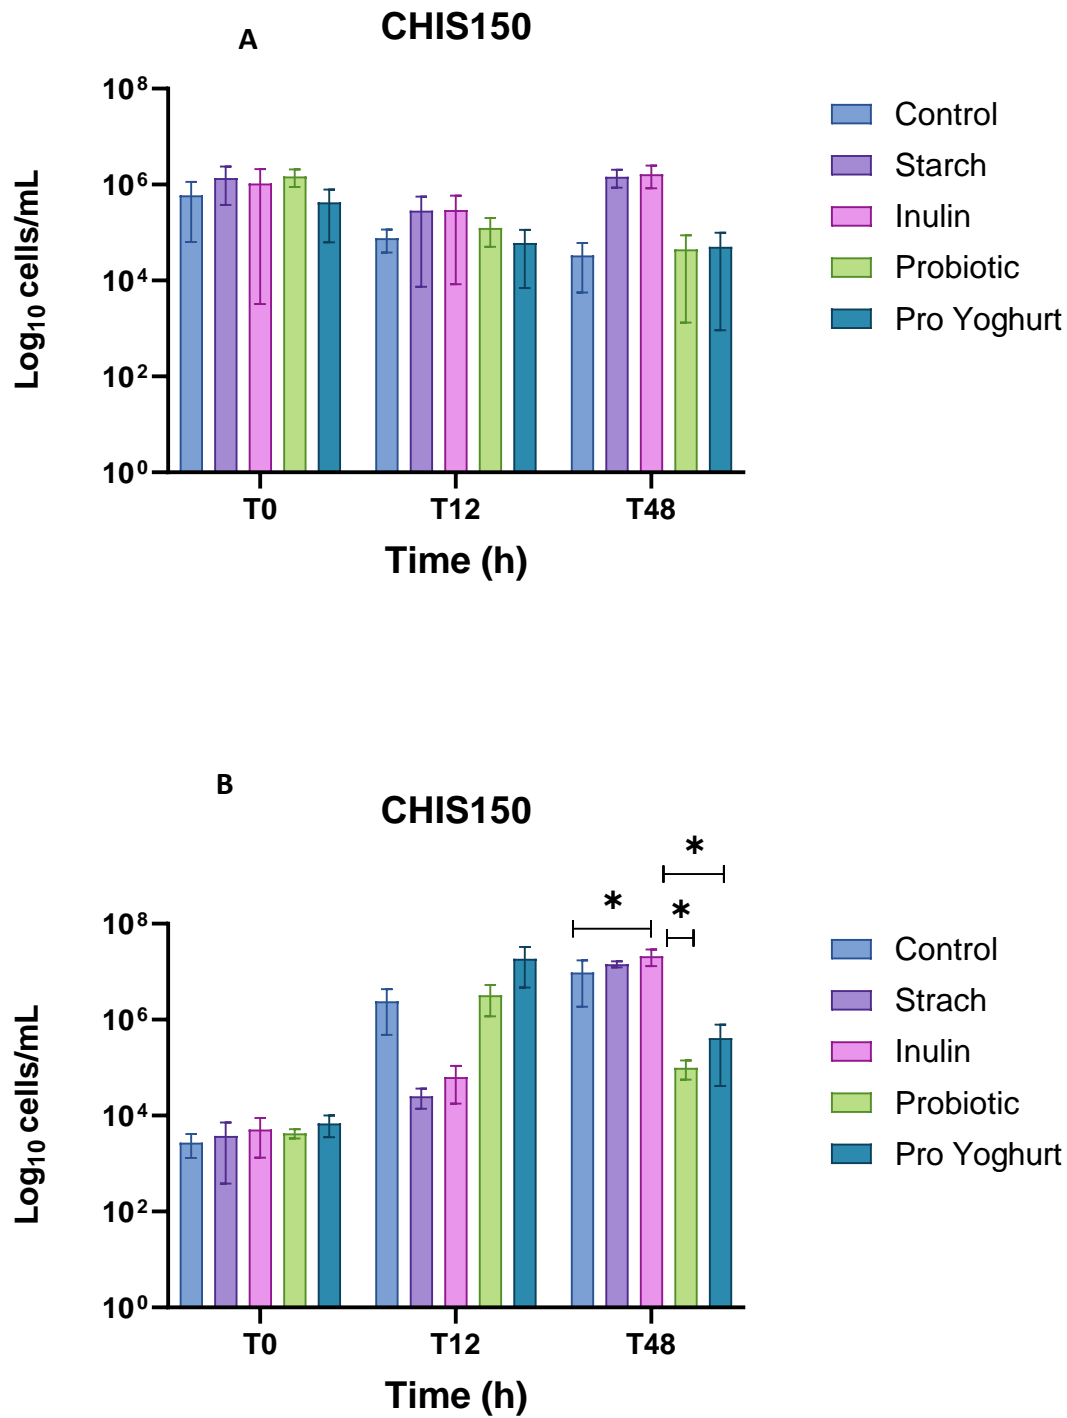 A
CHIS150
10⁸
10⁶
10⁴
10²
10⁰
Log₁₀ cells/mL
T0 T12 T48
Time (h)
Control
Starch
Inulin
Probiotic
Pro Yoghurt
B
CHIS150
* * *
10⁸
10⁶
10⁴
10²
10⁰
Log₁₀ cells/mL
T0 T12 T48
Time (h)
Control
Strach
Inulin
Probiotic
Pro Yoghurt